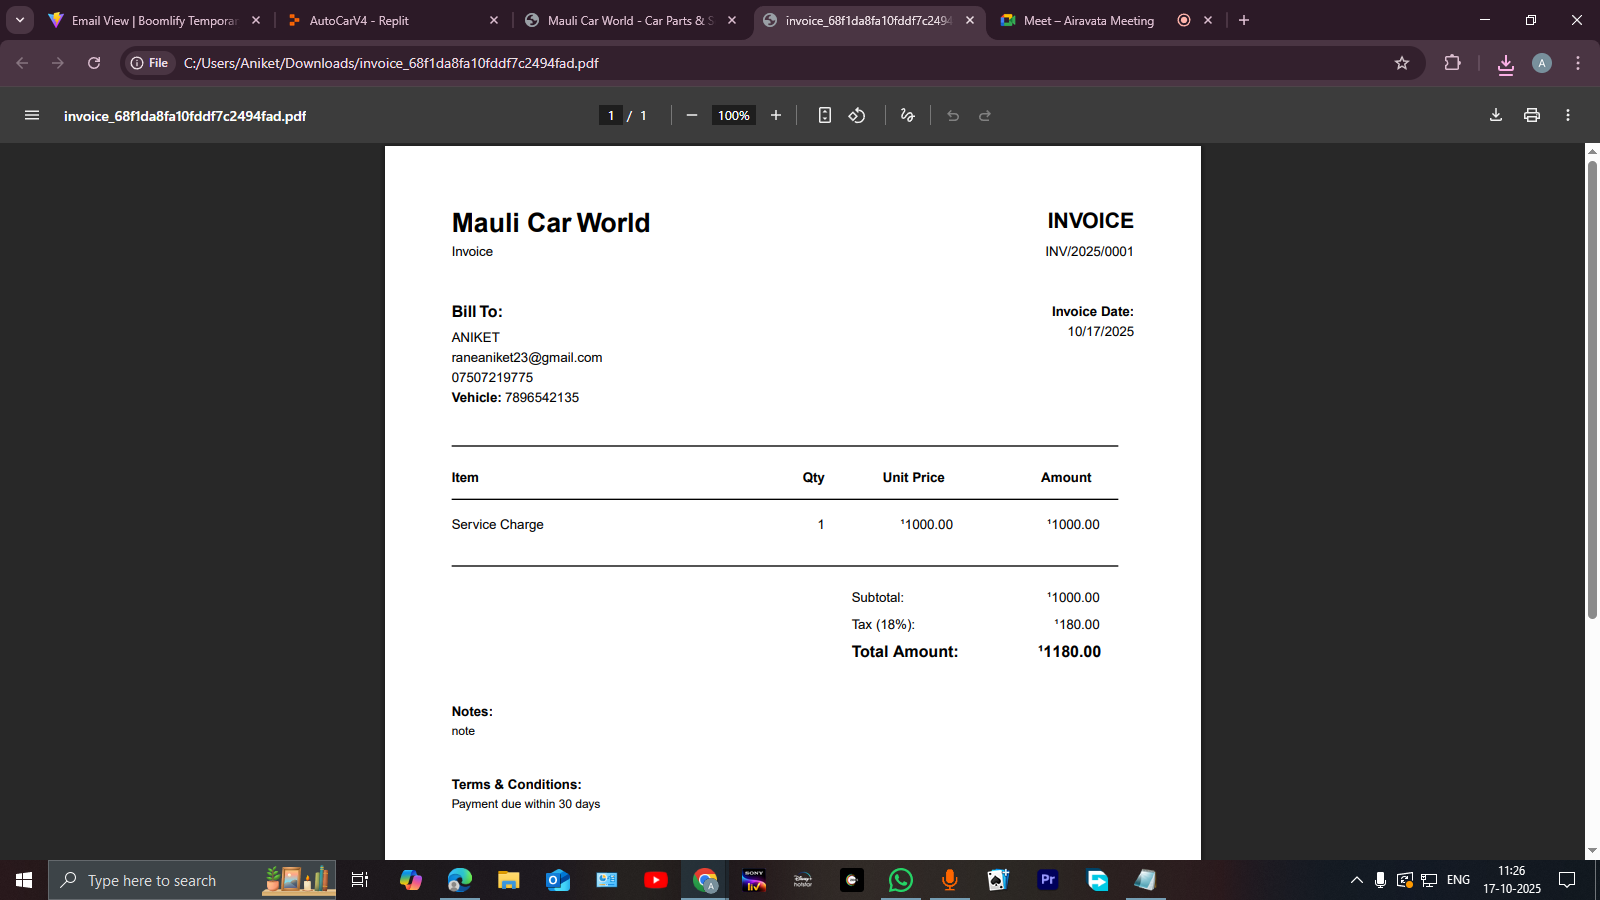 Email View | Boomlify Tempora
AutoCarV4 - Replit
Mauli Car World - Car Parts & S
invoice_68f1da8fa10fddf7c2494
Meet – Airavata Meeting
File
C:/Users/Aniket/Downloads/invoice_68f1da8fa10fddf7c2494fad.pdf
A
invoice_68f1da8fa10fddf7c2494fad.pdf
1 / 1
100%
Mauli Car World
INVOICE
Invoice
INV/2025/0001
Bill To:
Invoice Date:
ANIKET
10/17/2025
raneaniket23@gmail.com
07507219775
Vehicle: 7896542135
Item Qty Unit Price Amount
Service Charge 1 ¹1000.00 ¹1000.00
Subtotal: ¹1000.00
Tax (18%): ¹180.00
Total Amount: ¹1180.00
Notes:
note
Terms & Conditions:
Payment due within 30 days
Type here to search
SONY
liv
hotstar
A
Pr
ENG
11:26
17-10-2025